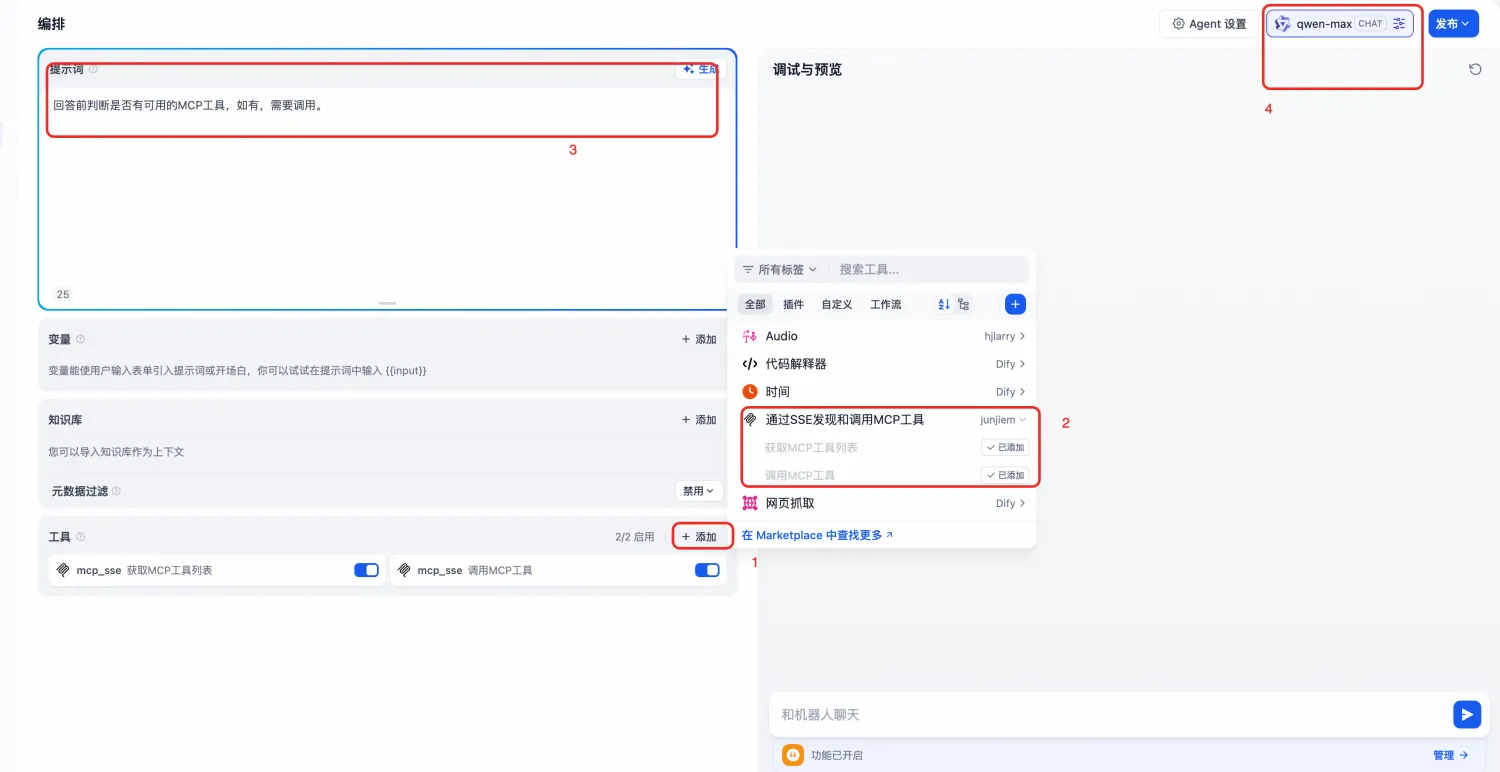 编排
Agent 设置
qwen-max CHAT
发布
提示词
生成
调试与预览
回答前判断是否有可用的MCP工具，如有，需要调用。
4
3
25
所有标签
搜索工具...
全部 插件 自定义 工作流
Audio hjlarry
代码解释器 Dify
时间 Dify
通过SSE发现和调用MCP工具 junjiem
2
获取MCP工具列表 已添加
调用MCP工具 已添加
网页抓取 Dify
在 Marketplace 中查找更多
变量 + 添加
变量能使用户输入表单引入提示词或开场白，你可以试试在提示词中输入 {{input}}
知识库 + 添加
您可以导入知识库作为上下文
元数据过滤 禁用
工具 2/2 启用 + 添加
1
mcp_sse 获取MCP工具列表
mcp_sse 调用MCP工具
和机器人聊天
功能已开启
管理